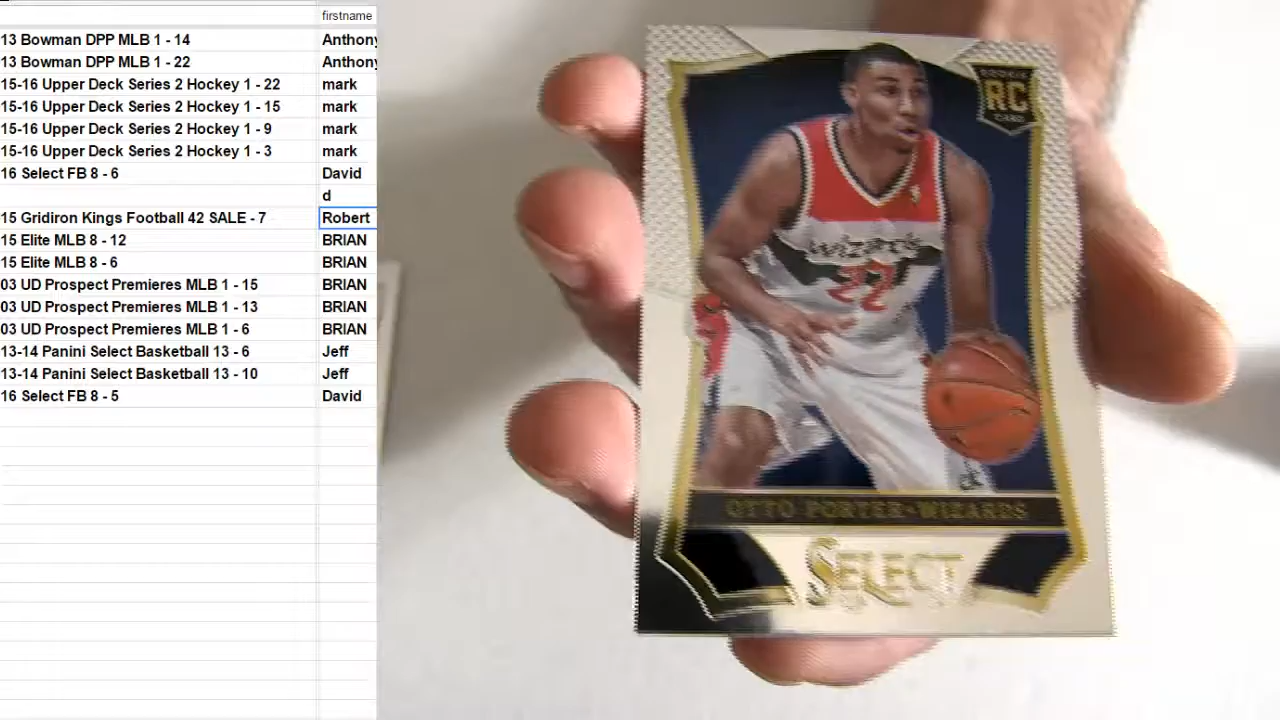 firstname
13 Bowman DPP MLB 1 - 14 Anthony
13 Bowman DPP MLB 1 - 22 Anthony
15-16 Upper Deck Series 2 Hockey 1 - 22 mark
15-16 Upper Deck Series 2 Hockey 1 - 15 mark
15-16 Upper Deck Series 2 Hockey 1 - 9 mark
15-16 Upper Deck Series 2 Hockey 1 - 3 mark
16 Select FB 8 - 6 David
d
15 Gridiron Kings Football 42 SALE - 7 Robert
15 Elite MLB 8 - 12 BRIAN
15 Elite MLB 8 - 6 BRIAN
03 UD Prospect Premieres MLB 1 - 15 BRIAN
03 UD Prospect Premieres MLB 1 - 13 BRIAN
03 UD Prospect Premieres MLB 1 - 6 BRIAN
13-14 Panini Select Basketball 13 - 6 Jeff
13-14 Panini Select Basketball 13 - 10 Jeff
16 Select FB 8 - 5 David
ROOKIE
RC
CARD
WIZARDS
22
OTTO PORTER - WIZARDS
SELECT